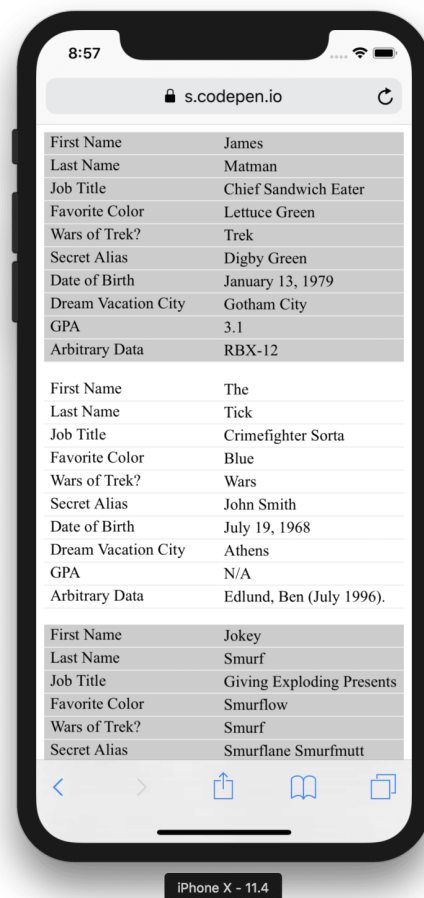 8:57
s.codepen.io
First Name James
Last Name Matman
Job Title Chief Sandwich Eater
Favorite Color Lettuce Green
Wars of Trek? Trek
Secret Alias Digby Green
Date of Birth January 13, 1979
Dream Vacation City Gotham City
GPA 3.1
Arbitrary Data RBX-12
First Name The
Last Name Tick
Job Title Crimefighter Sorta
Favorite Color Blue
Wars of Trek? Wars
Secret Alias John Smith
Date of Birth July 19, 1968
Dream Vacation City Athens
GPA N/A
Arbitrary Data Edlund, Ben (July 1996).
First Name Jokey
Last Name Smurf
Job Title Giving Exploding Presents
Favorite Color Smurflow
Wars of Trek? Smurf
Secret Alias Smurflane Smurfmutt
iPhone X - 11.4